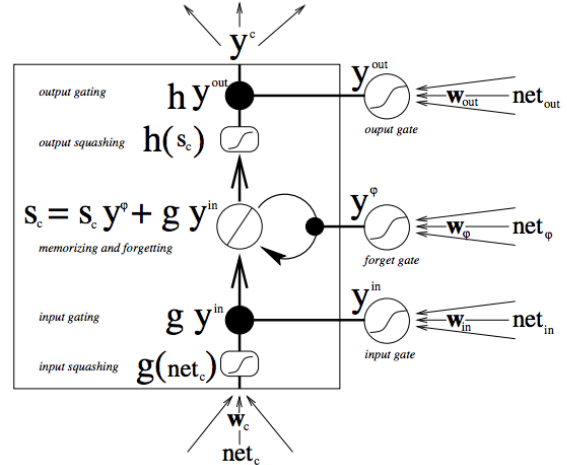 y^c
output gating
h y^out
y^out
w_out
net_out
ouput gate
output squashing
h(s_c)
s_c = s_c y^φ + g y^in
memorizing and forgetting
y^φ
w_φ
net_φ
forget gate
input gating
g y^in
y^in
w_in
net_in
input gate
input squashing
g(net_c)
w_c
net_c